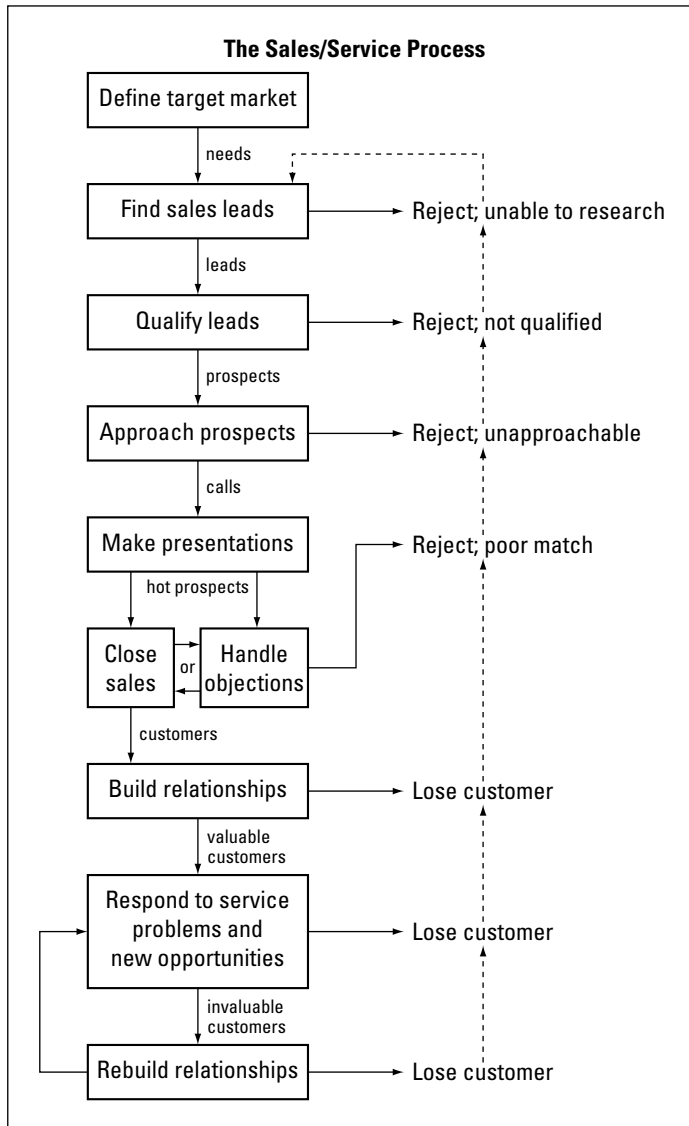 The Sales/Service Process
Define target market
needs
Find sales leads
Reject; unable to research
leads
Qualify leads
Reject; not qualified
prospects
Approach prospects
Reject; unapproachable
calls
Make presentations
Reject; poor match
hot prospects
Close
sales
or
Handle
objections
customers
Build relationships
Lose customer
valuable
customers
Respond to service
problems and
new opportunities
Lose customer
invaluable
customers
Rebuild relationships
Lose customer